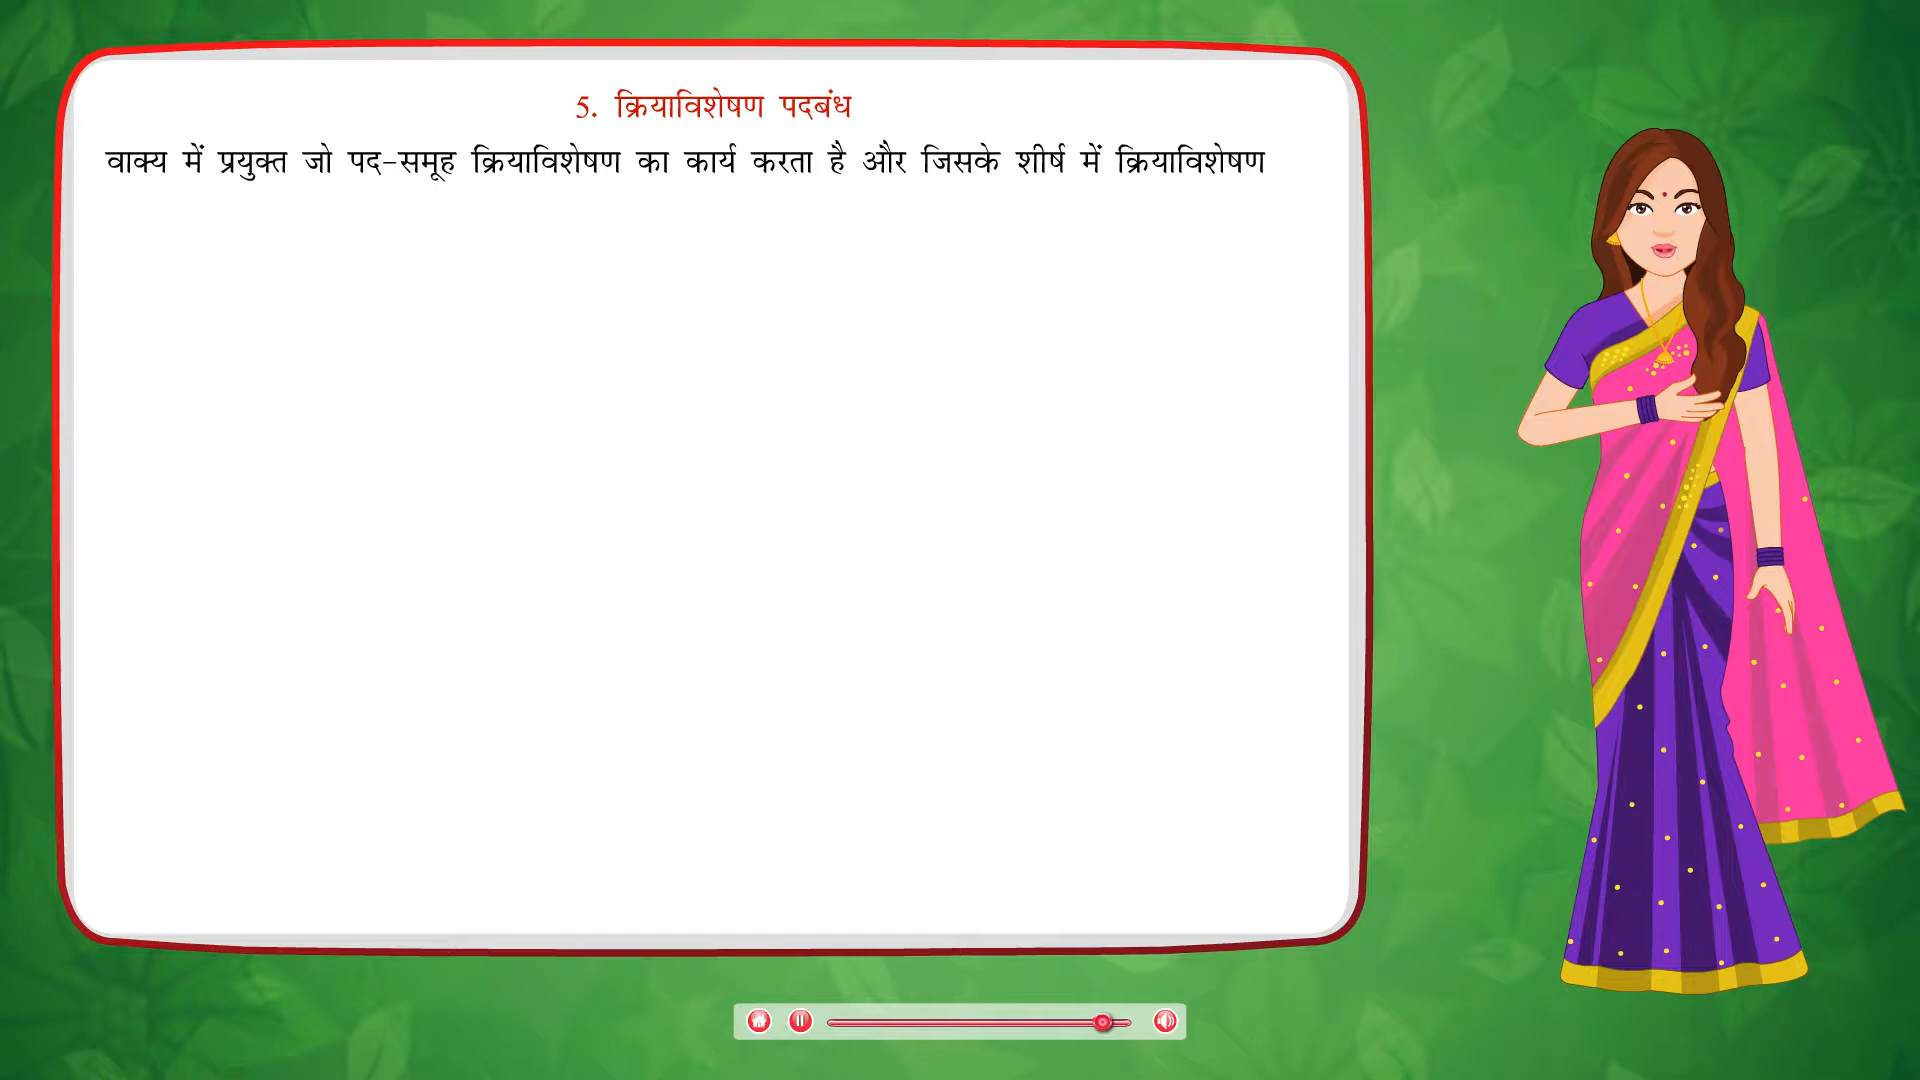 5. क्रियाविशेषण पदबंध
वाक्य में प्रयुक्त जो पद-समूह क्रियाविशेषण का कार्य करता है और जिसके शीर्ष में क्रियाविशेषण